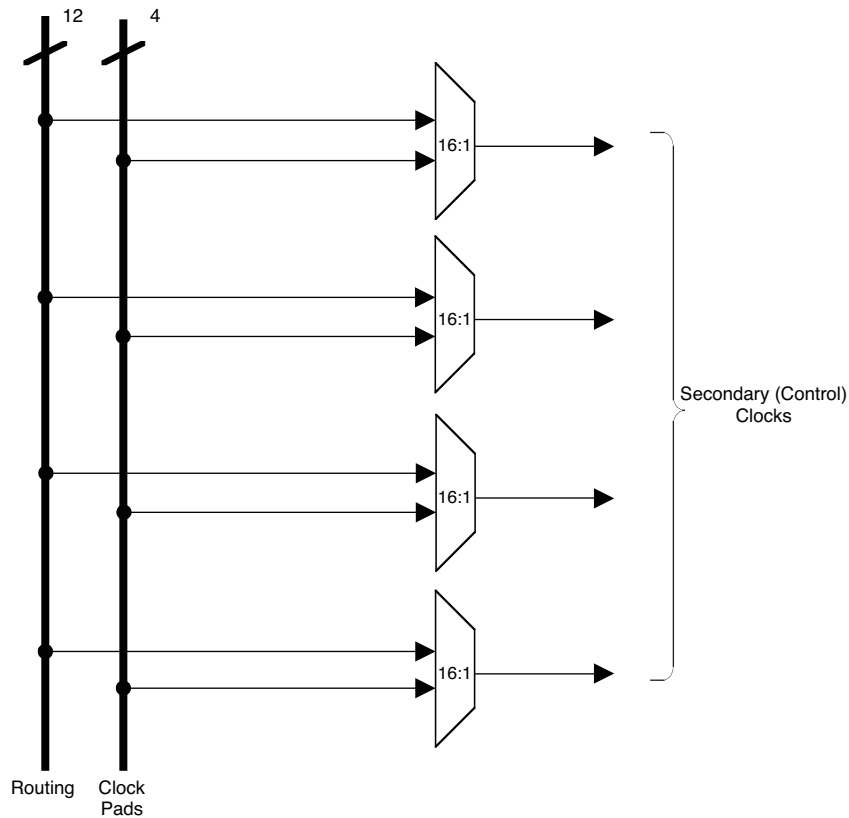 12
4
16:1
16:1
16:1
16:1
Secondary (Control)
Clocks
Routing
Clock
Pads